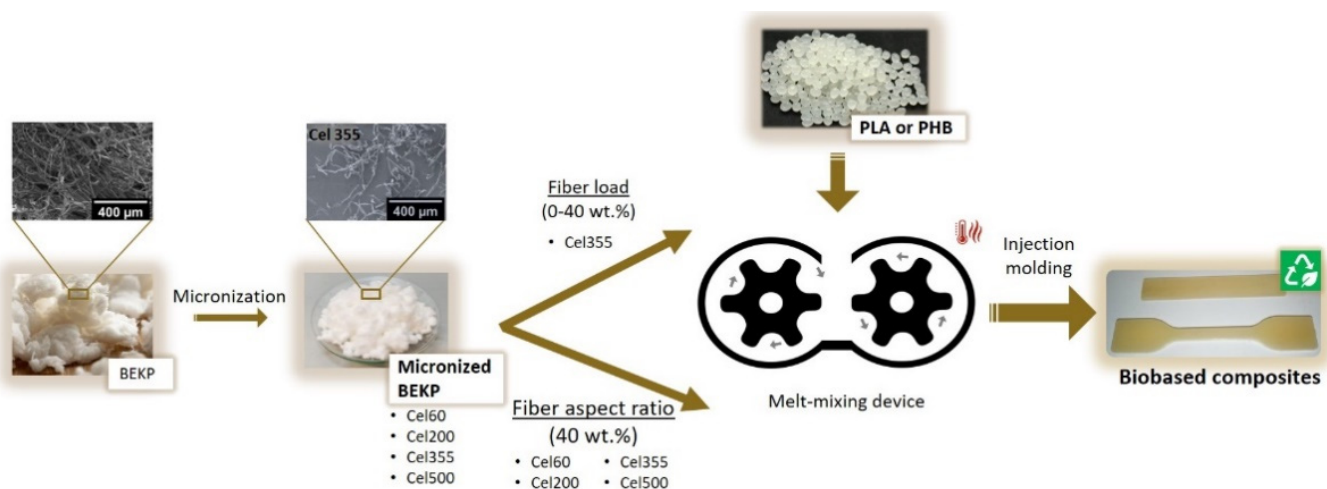 400 µm
BEKP
Micronization
Cel 355
400 µm
Micronized
BEKP
• Cel60
• Cel200
• Cel355
• Cel500
Fiber load
(0-40 wt.%)
• Cel355
Fiber aspect ratio
(40 wt.%)
• Cel60 • Cel355
• Cel200 • Cel500
PLA or PHB
Melt-mixing device
Injection
molding
Biobased composites